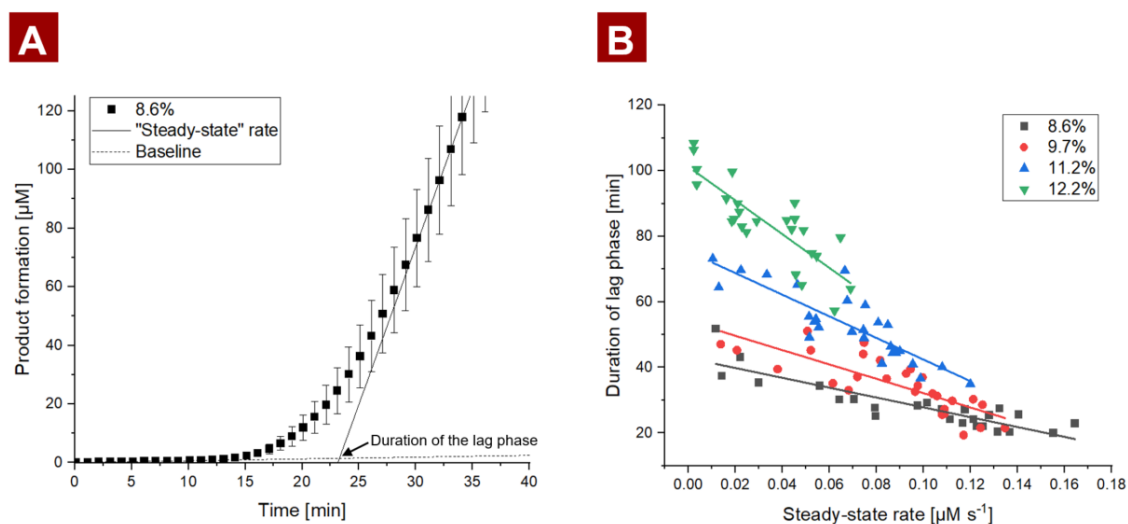 A
Product formation [µM]
120
100
80
60
40
20
0
8.6%
"Steady-state" rate
Baseline
Duration of the lag phase
0 5 10 15 20 25 30 35 40
Time [min]
B
Duration of lag phase [min]
120
100
80
60
40
20
8.6%
9.7%
11.2%
12.2%
0.00 0.02 0.04 0.06 0.08 0.10 0.12 0.14 0.16 0.18
Steady-state rate [µM s⁻¹]